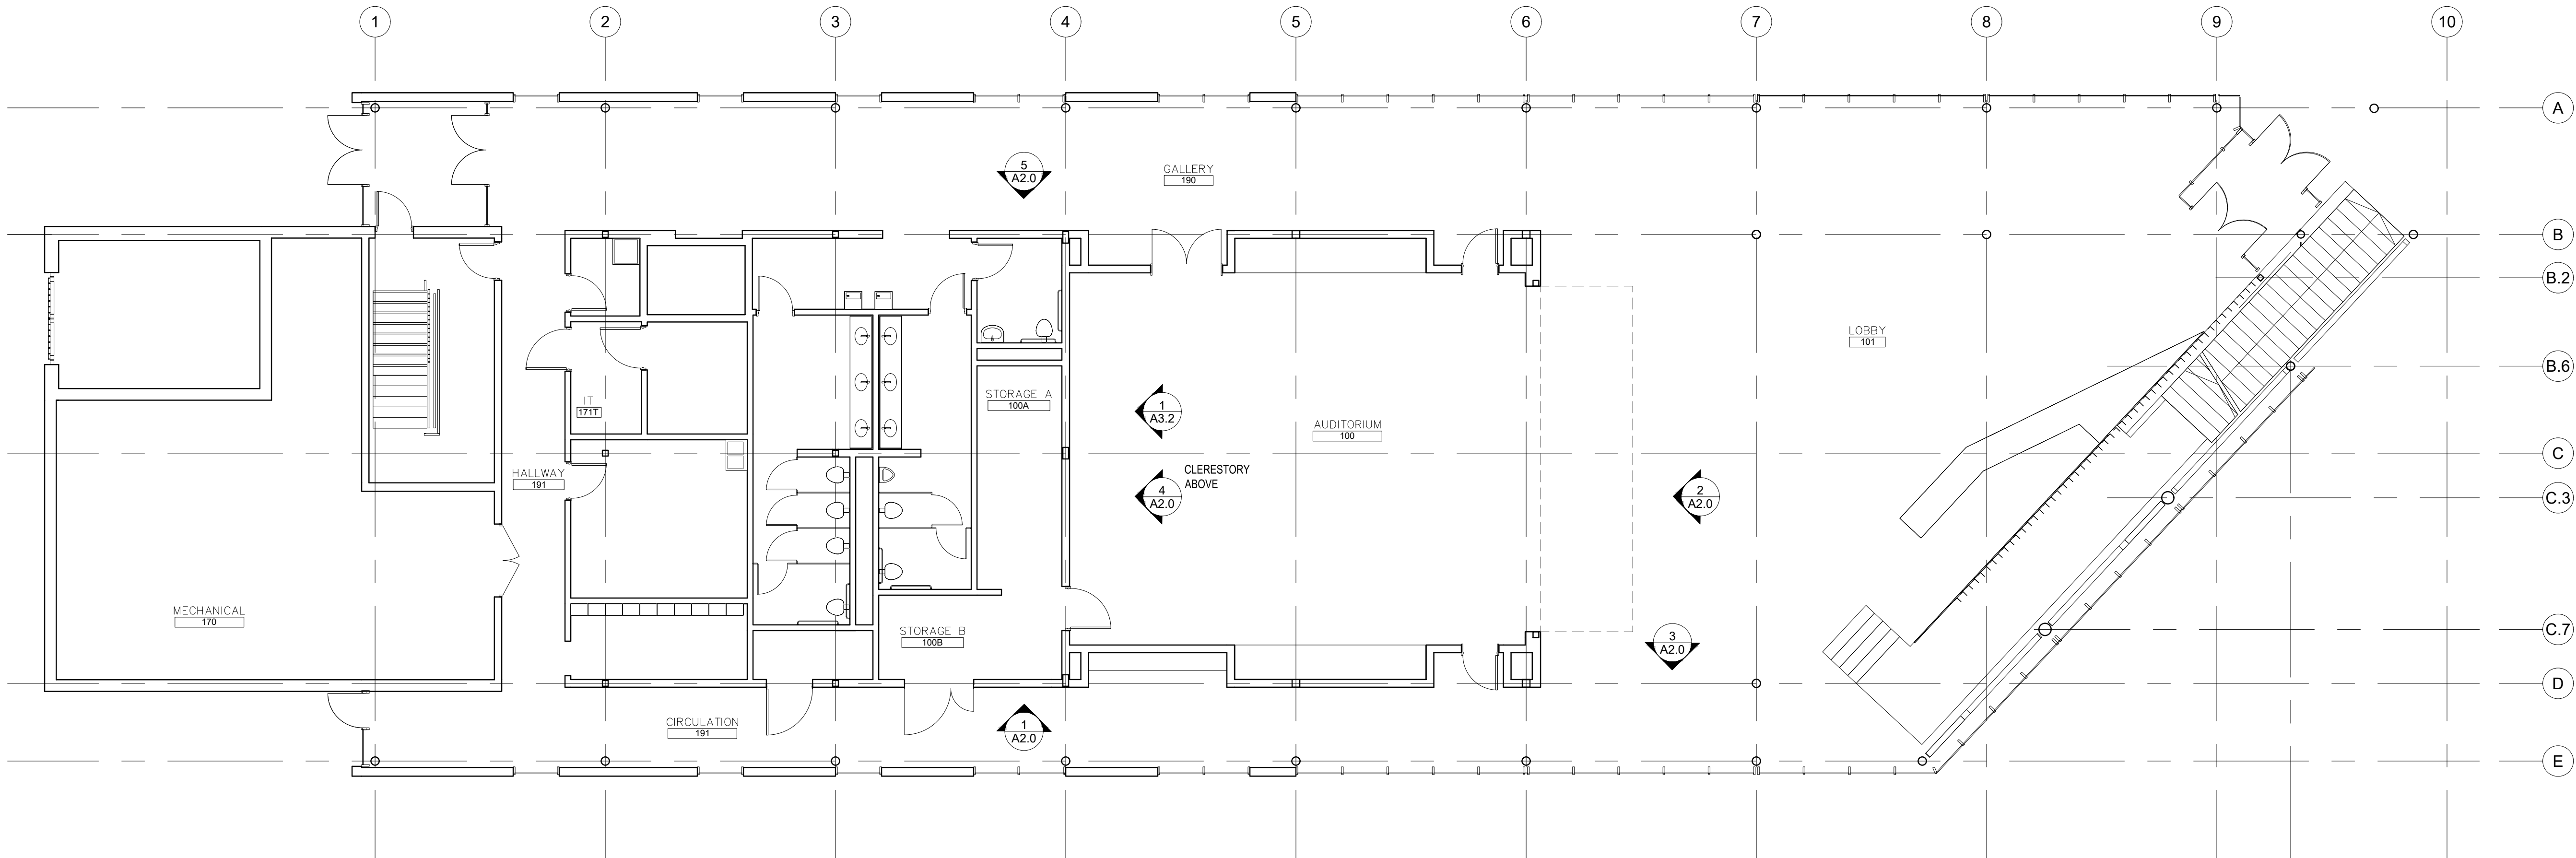 1 2 3 4 5 6 7 8 9 10
A
5
A2.0
GALLERY
190
B
B.2
LOBBY
101
B.6
IT
171T
STORAGE A
100A
1
A3.2
AUDITORIUM
100
C
HALLWAY
191
CLERESTORY
ABOVE
4
A2.0
2
A2.0
C.3
MECHANICAL
170
STORAGE B
100B
3
A2.0
C.7
D
CIRCULATION
191
1
A2.0
E